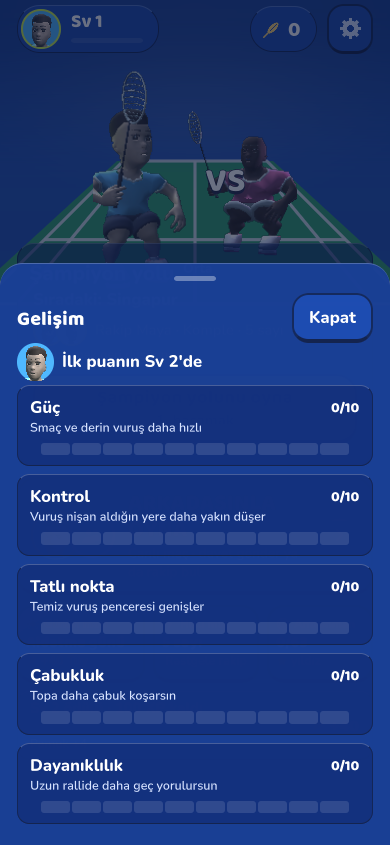 Sv 1
0
VS
Gelişim
Kapat
İlk puanın Sv 2'de
Güç
0/10
Smaç ve derin vuruş daha hızlı
Kontrol
0/10
Vuruş nişan aldığın yere daha yakın düşer
Tatlı nokta
0/10
Temiz vuruş penceresi genişler
Çabukluk
0/10
Topa daha çabuk koşarsın
Dayanıklılık
0/10
Uzun rallide daha geç yorulursun